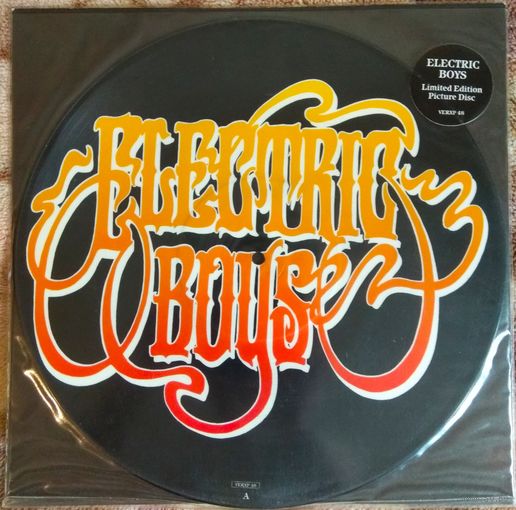 ELECTRIC
BOYS
ELECTRIC
BOYS
Limited Edition
Picture Disc
VERXP 48
VERXP 48
A